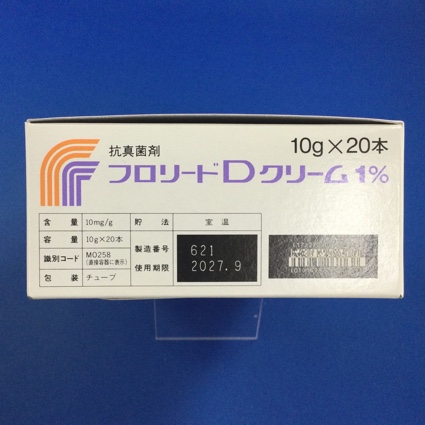 抗真菌剤
10g×20本
フロリードDクリーム1%
含量 10mg/g 貯法 室温
容量 10g×20本 製造番号 621
識別コード MO258 (直接容器に表示) 使用期限 2027.9
包装 チューブ